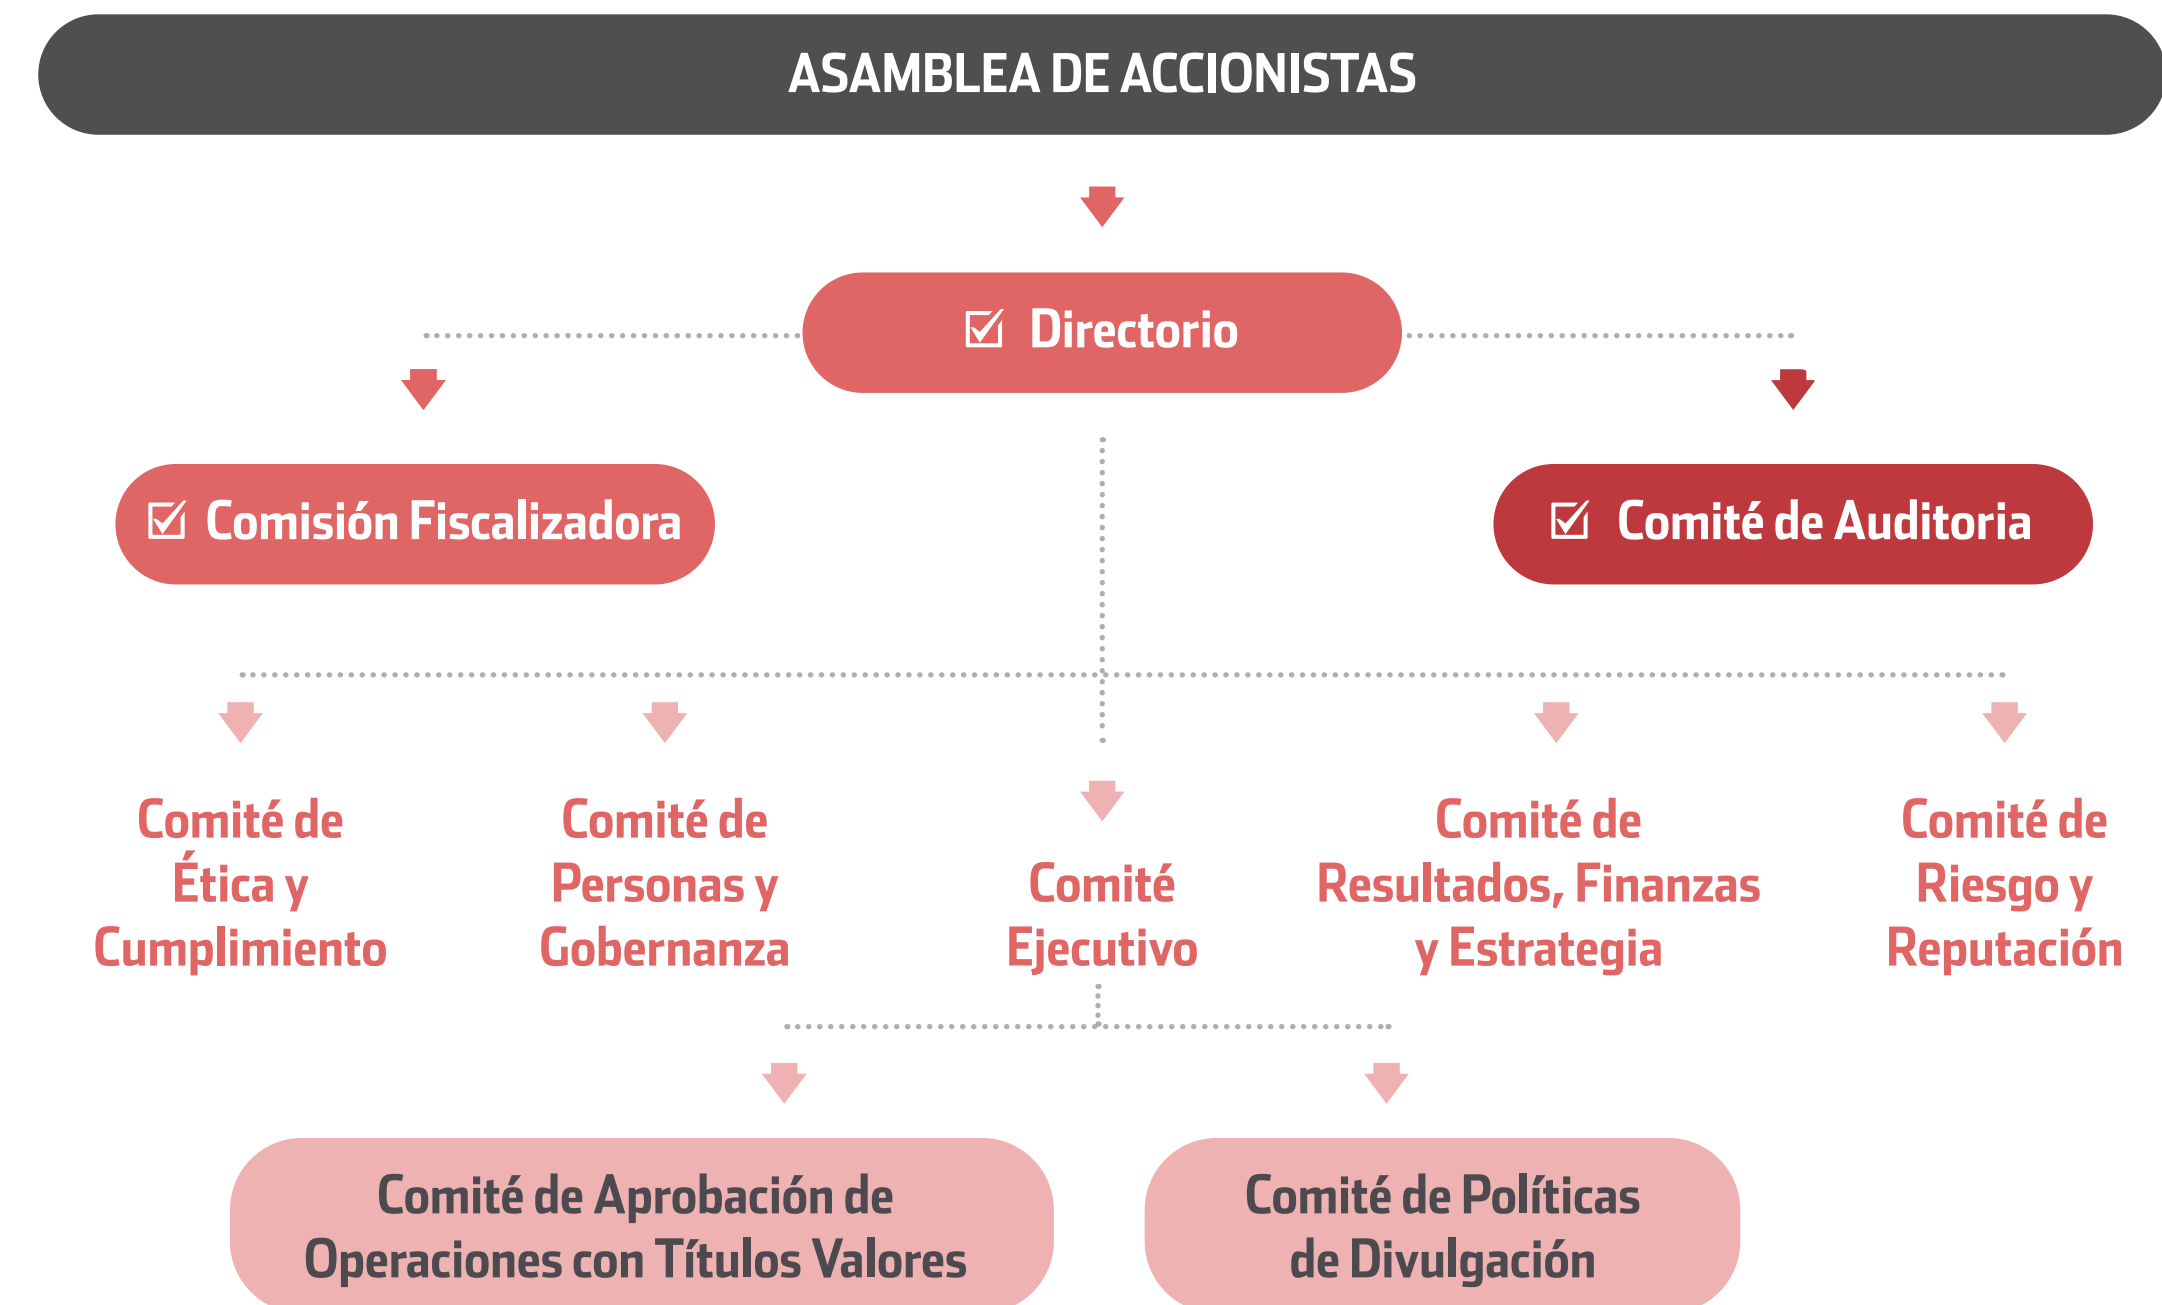 ASAMBLEA DE ACCIONISTAS
Directorio
Comisión Fiscalizadora
Comité de Auditoria
Comité de
Ética y
Cumplimiento
Comité de
Personas y
Gobernanza
Comité
Ejecutivo
Comité de
Resultados, Finanzas
y Estrategia
Comité de
Riesgo y
Reputación
Comité de Aprobación de
Operaciones con Títulos Valores
Comité de Políticas
de Divulgación